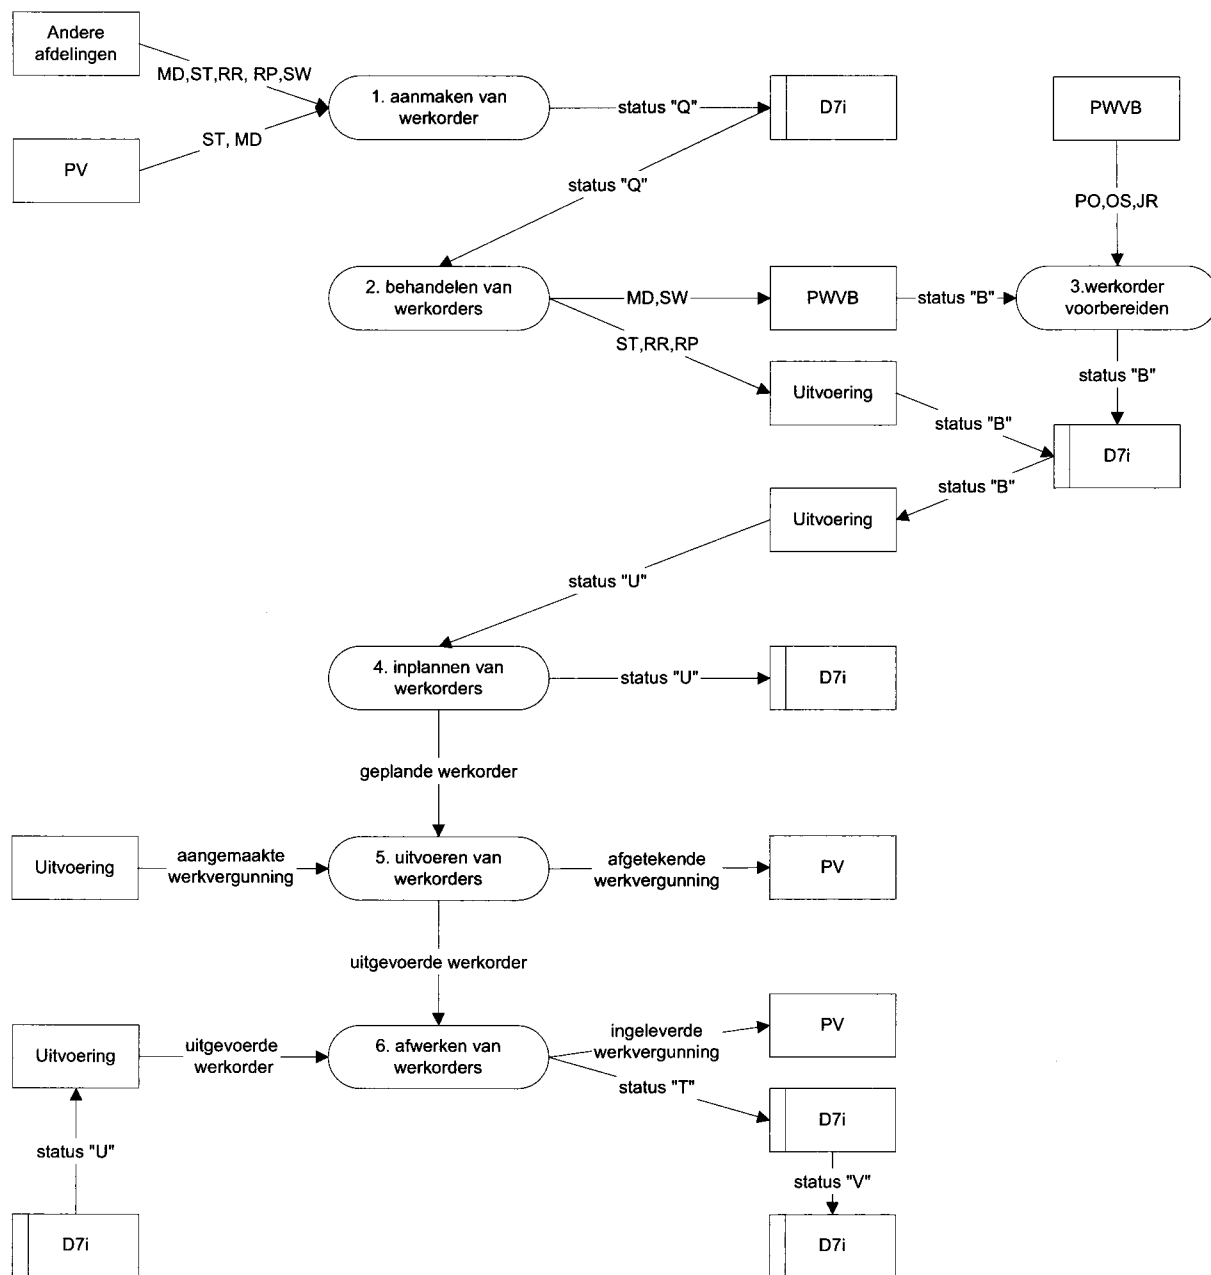 Andere
afdelingen
MD,ST,RR, RP,SW
1. aanmaken van
werkorder
status "Q"
D7i
PWVB
PV
ST, MD
status "Q"
PO,OS,JR
2. behandelen van
werkorders
MD,SW
PWVB
status "B"
3.werkorder
voorbereiden
ST,RR,RP
Uitvoering
status "B"
status "B"
D7i
status "B"
Uitvoering
status "U"
4. inplannen van
werkorders
status "U"
D7i
geplande werkorder
Uitvoering
aangemaakte
werkvergunning
5. uitvoeren van
werkorders
afgetekende
werkvergunning
PV
uitgevoerde werkorder
Uitvoering
uitgevoerde
werkorder
6. afwerken van
werkorders
ingeleverde
werkvergunning
PV
status "T"
D7i
status "U"
status "V"
D7i
D7i